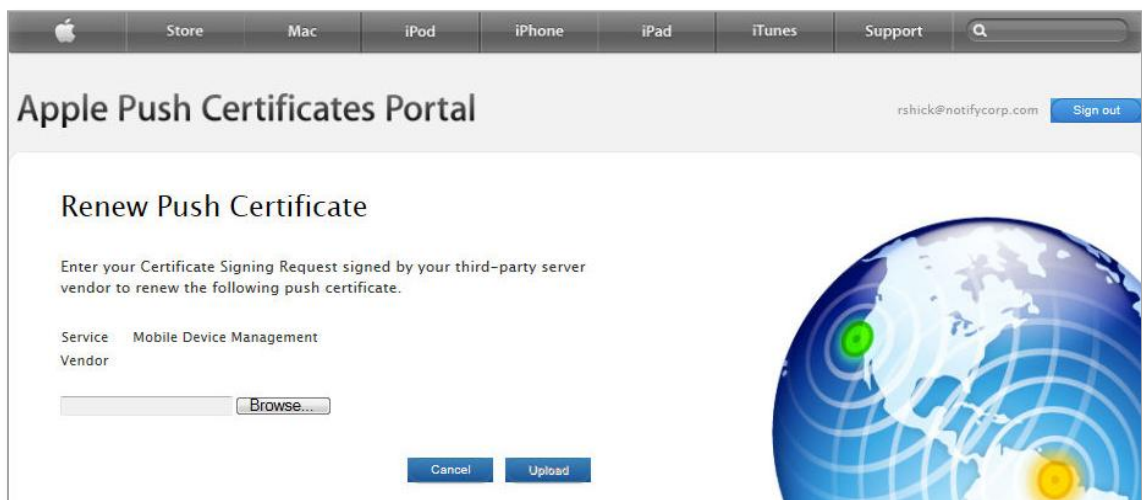 Store Mac iPod iPhone iPad iTunes Support
Apple Push Certificates Portal
rshick@notifycorp.com Sign out
Renew Push Certificate
Enter your Certificate Signing Request signed by your third-party server
vendor to renew the following push certificate.
Service Mobile Device Management
Vendor
Browse...
Cancel Upload